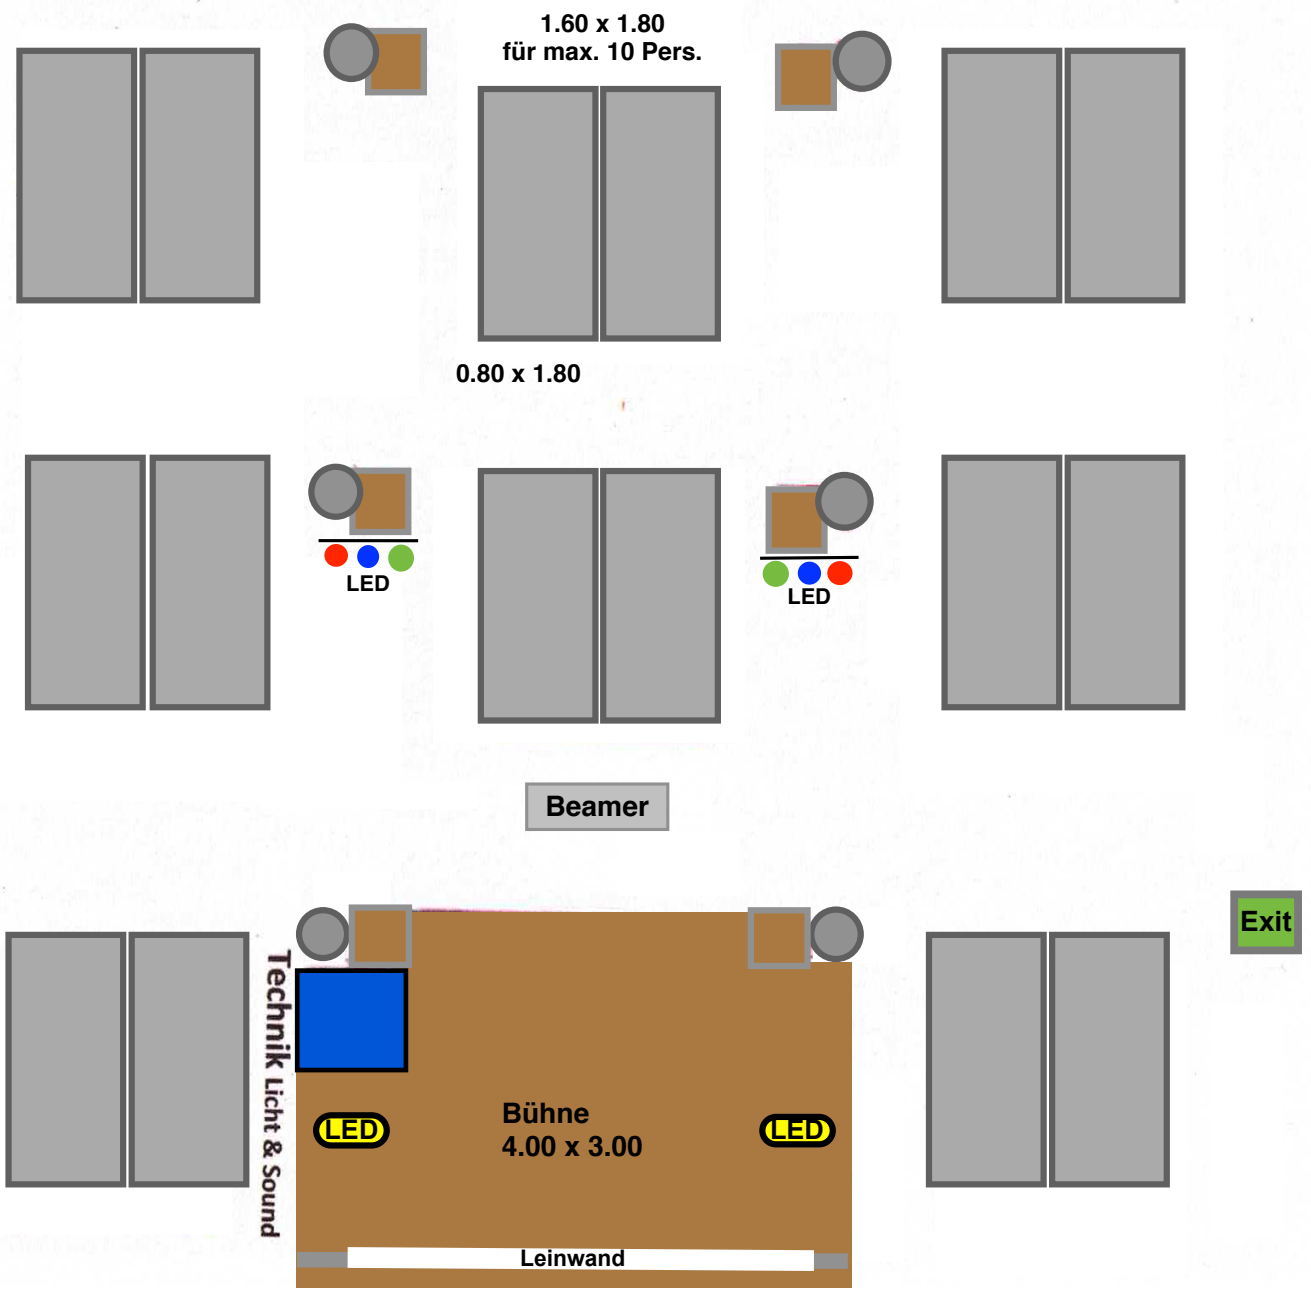 1.60 x 1.80
für max. 10 Pers.
0.80 x 1.80
LED
LED
Beamer
Exit
Technik Licht & Sound
LED
Bühne
4.00 x 3.00
LED
Leinwand